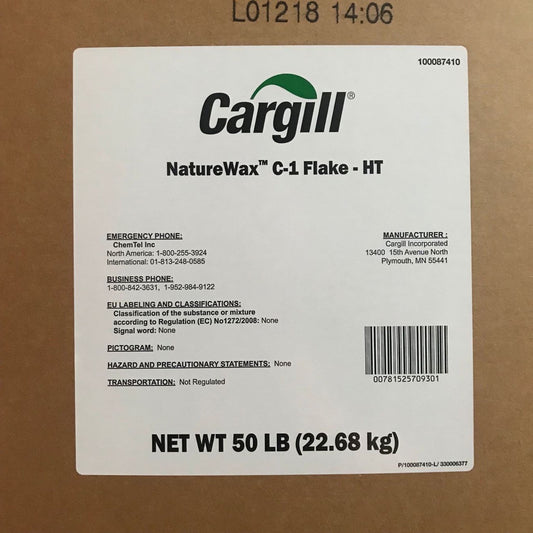 L01218 14:06
100087410
Cargill®
NatureWax™ C-1 Flake - HT
EMERGENCY PHONE:
ChemTel Inc
North America: 1-800-255-3924
International: 01-813-248-0585
MANUFACTURER :
Cargill Incorporated
13400 15th Avenue North
Plymouth, MN 55441
BUSINESS PHONE:
1-800-842-3631, 1-952-984-9122
EU LABELING AND CLASSIFICATIONS:
Classification of the substance or mixture
according to Regulation (EC) No1272/2008: None
Signal word: None
PICTOGRAM: None
HAZARD AND PRECAUTIONARY STATEMENTS: None
TRANSPORTATION: Not Regulated
00781525709301
NET WT 50 LB (22.68 kg)
P/100087410-L/ 330006377